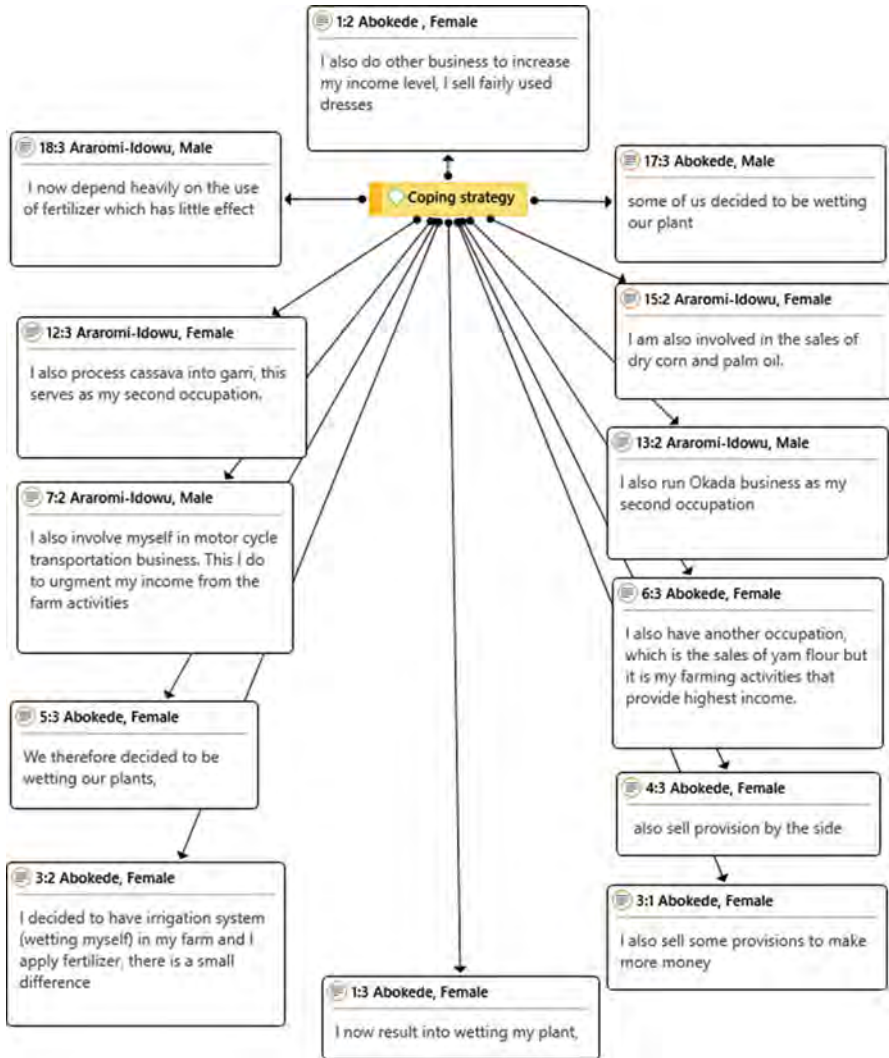 1:2 Abokede , Female
I also do other business to increase
my income level, I sell fairly used
dresses
18:3 Araromi-Idowu, Male
I now depend heavily on the use
of fertilizer which has little effect
Coping strategy
17:3 Abokede, Male
some of us decided to be wetting
our plant
12:3 Araromi-Idowu, Female
I also process cassava into garri, this
serves as my second occupation.
15:2 Araromi-Idowu, Female
I am also involved in the sales of
dry corn and palm oil.
7:2 Araromi-Idowu, Male
I also involve myself in motor cycle
transportation business. This I do
to urgment my income from the
farm activities
13:2 Araromi-Idowu, Male
I also run Okada business as my
second occupation
6:3 Abokede, Female
I also have another occupation,
which is the sales of yam flour but
it is my farming activities that
provide highest income.
5:3 Abokede, Female
We therefore decided to be
wetting our plants,
4:3 Abokede, Female
also sell provision by the side
3:2 Abokede, Female
I decided to have irrigation system
(wetting myself) in my farm and I
apply fertilizer, there is a small
difference
3:1 Abokede, Female
I also sell some provisions to make
more money
1:3 Abokede, Female
I now result into wetting my plant,